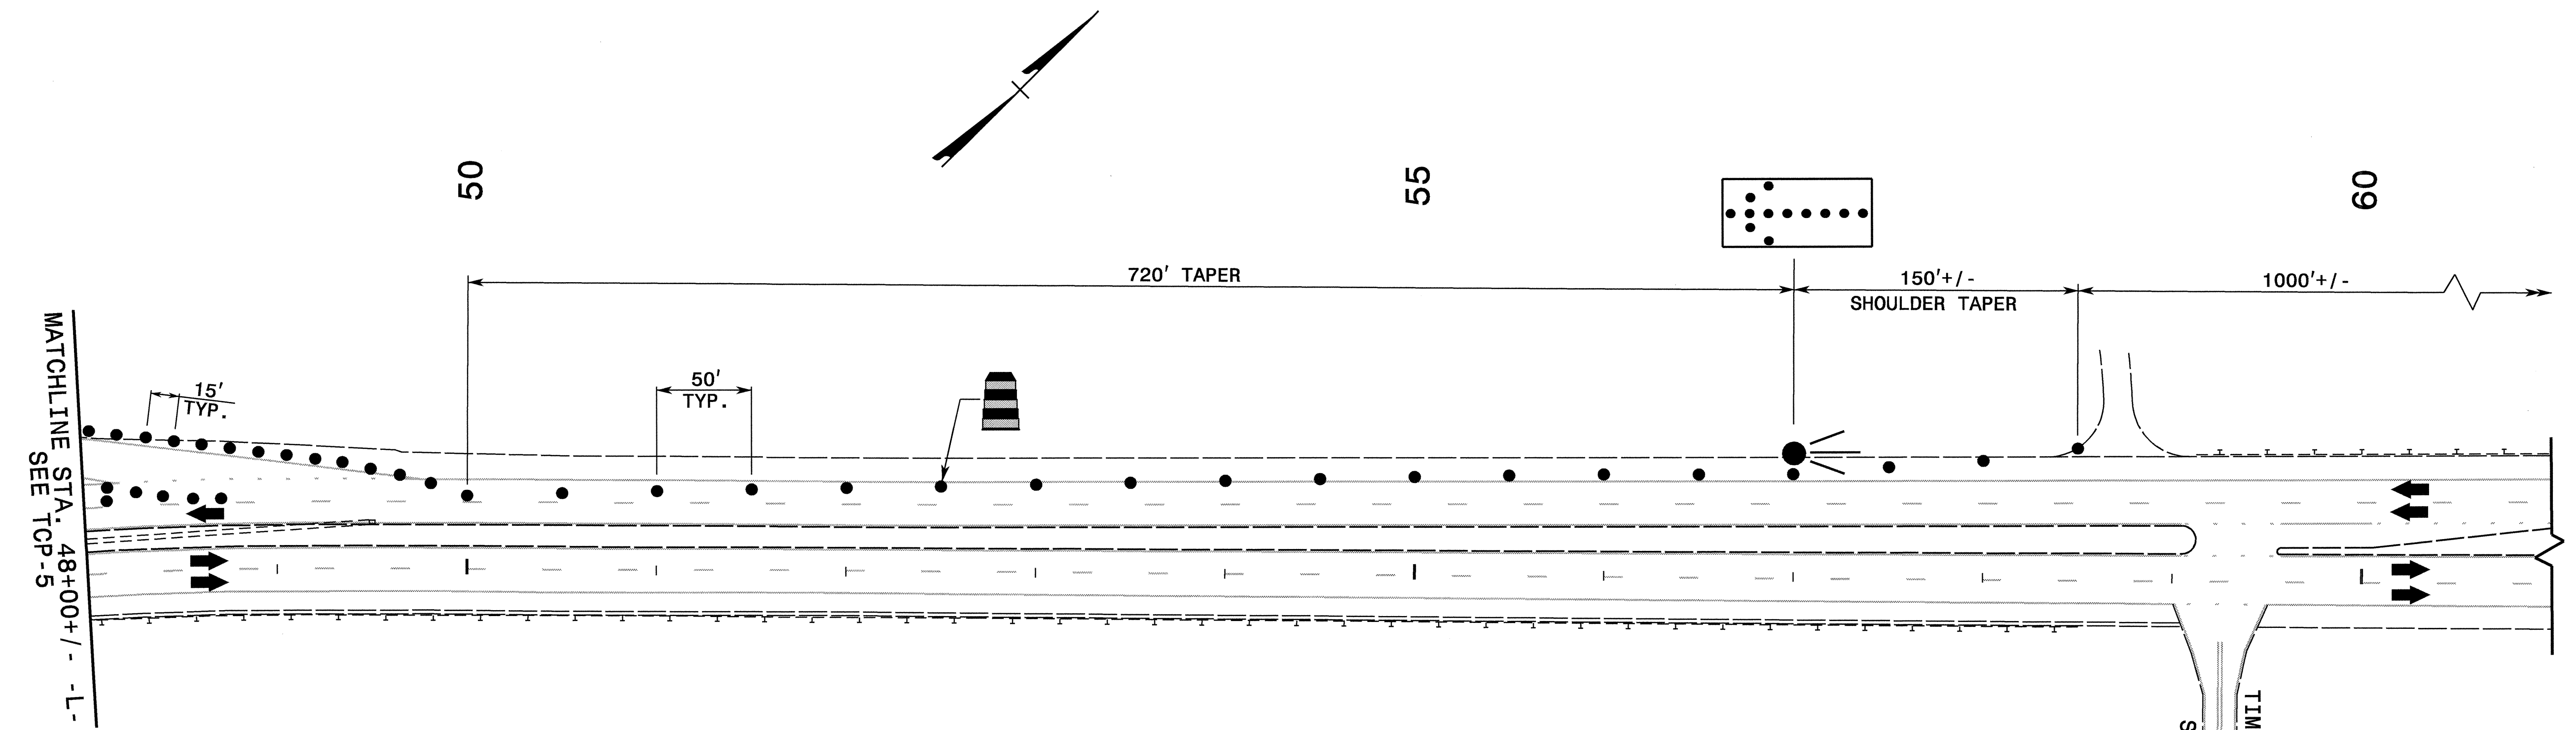 50
55
60
720' TAPER
150'+/-
SHOULDER TAPER
1000'+/-
15'
TYP.
50'
TYP.
MATCHLINE STA. 48+00+/- -L-
SEE TCP-5
TIM
S